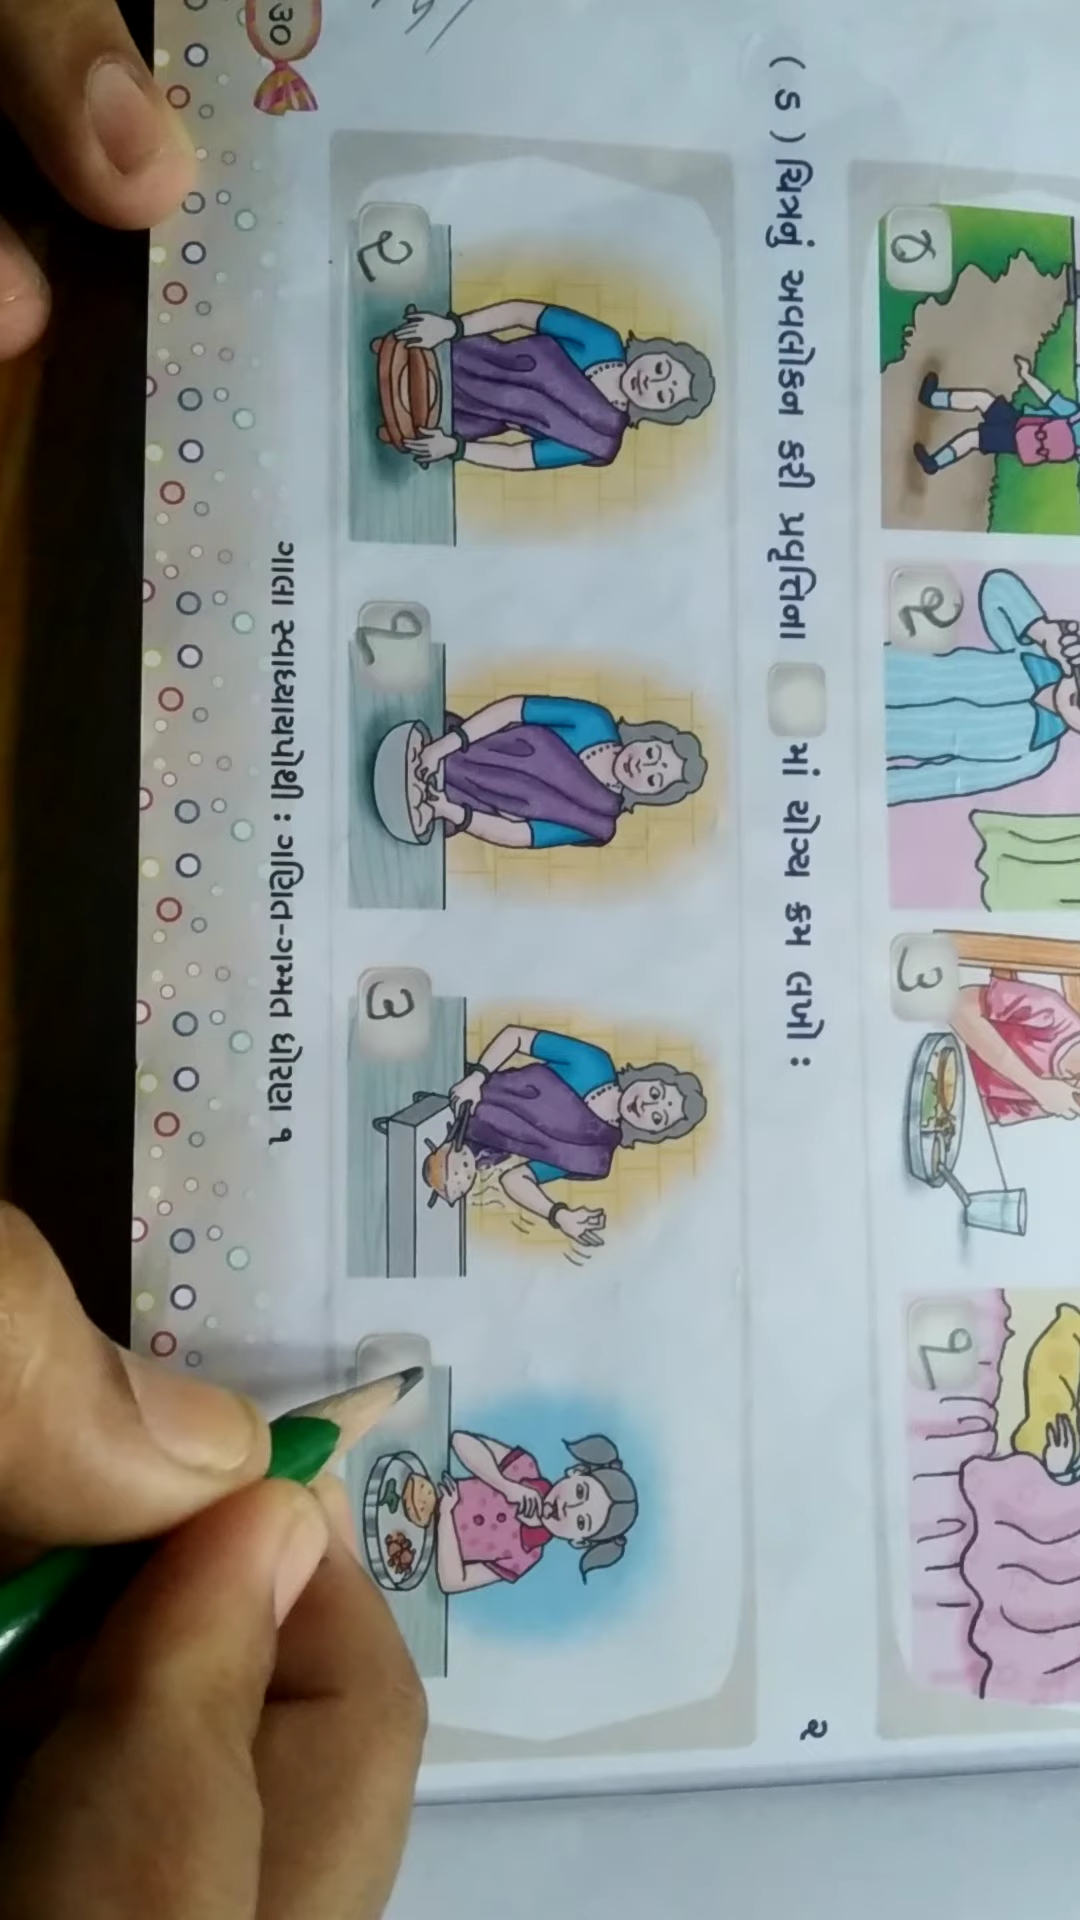 ૪ ૨ ૩ ૧
( ડ ) ચિત્રનું અવલોકન કરી પ્રવૃત્તિના માં યોગ્ય ક્રમ લખો : ૨
૨ ૧ ૩
ગાલા સ્વાધ્યાયપોથી : ગણિત-ગમ્મત ધોરણ ૧
30